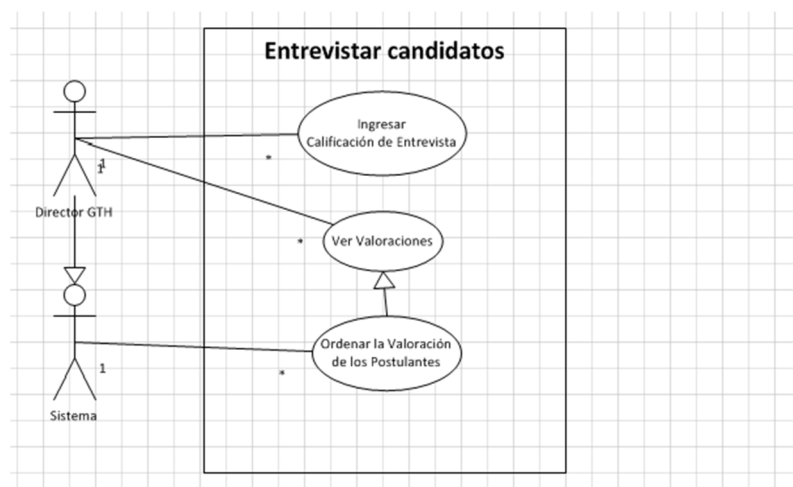 Entrevistar candidatos
Ingresar
Calificación de Entrevista
*
1
1
Director GTH
Ver Valoraciones
*
Ordenar la Valoración
de los Postulantes
1
*
Sistema